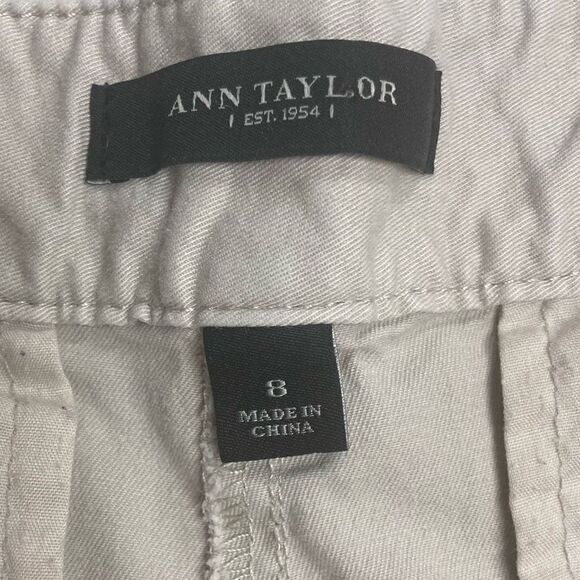 ANN TAYLOR
EST. 1954
8
MADE IN
CHINA